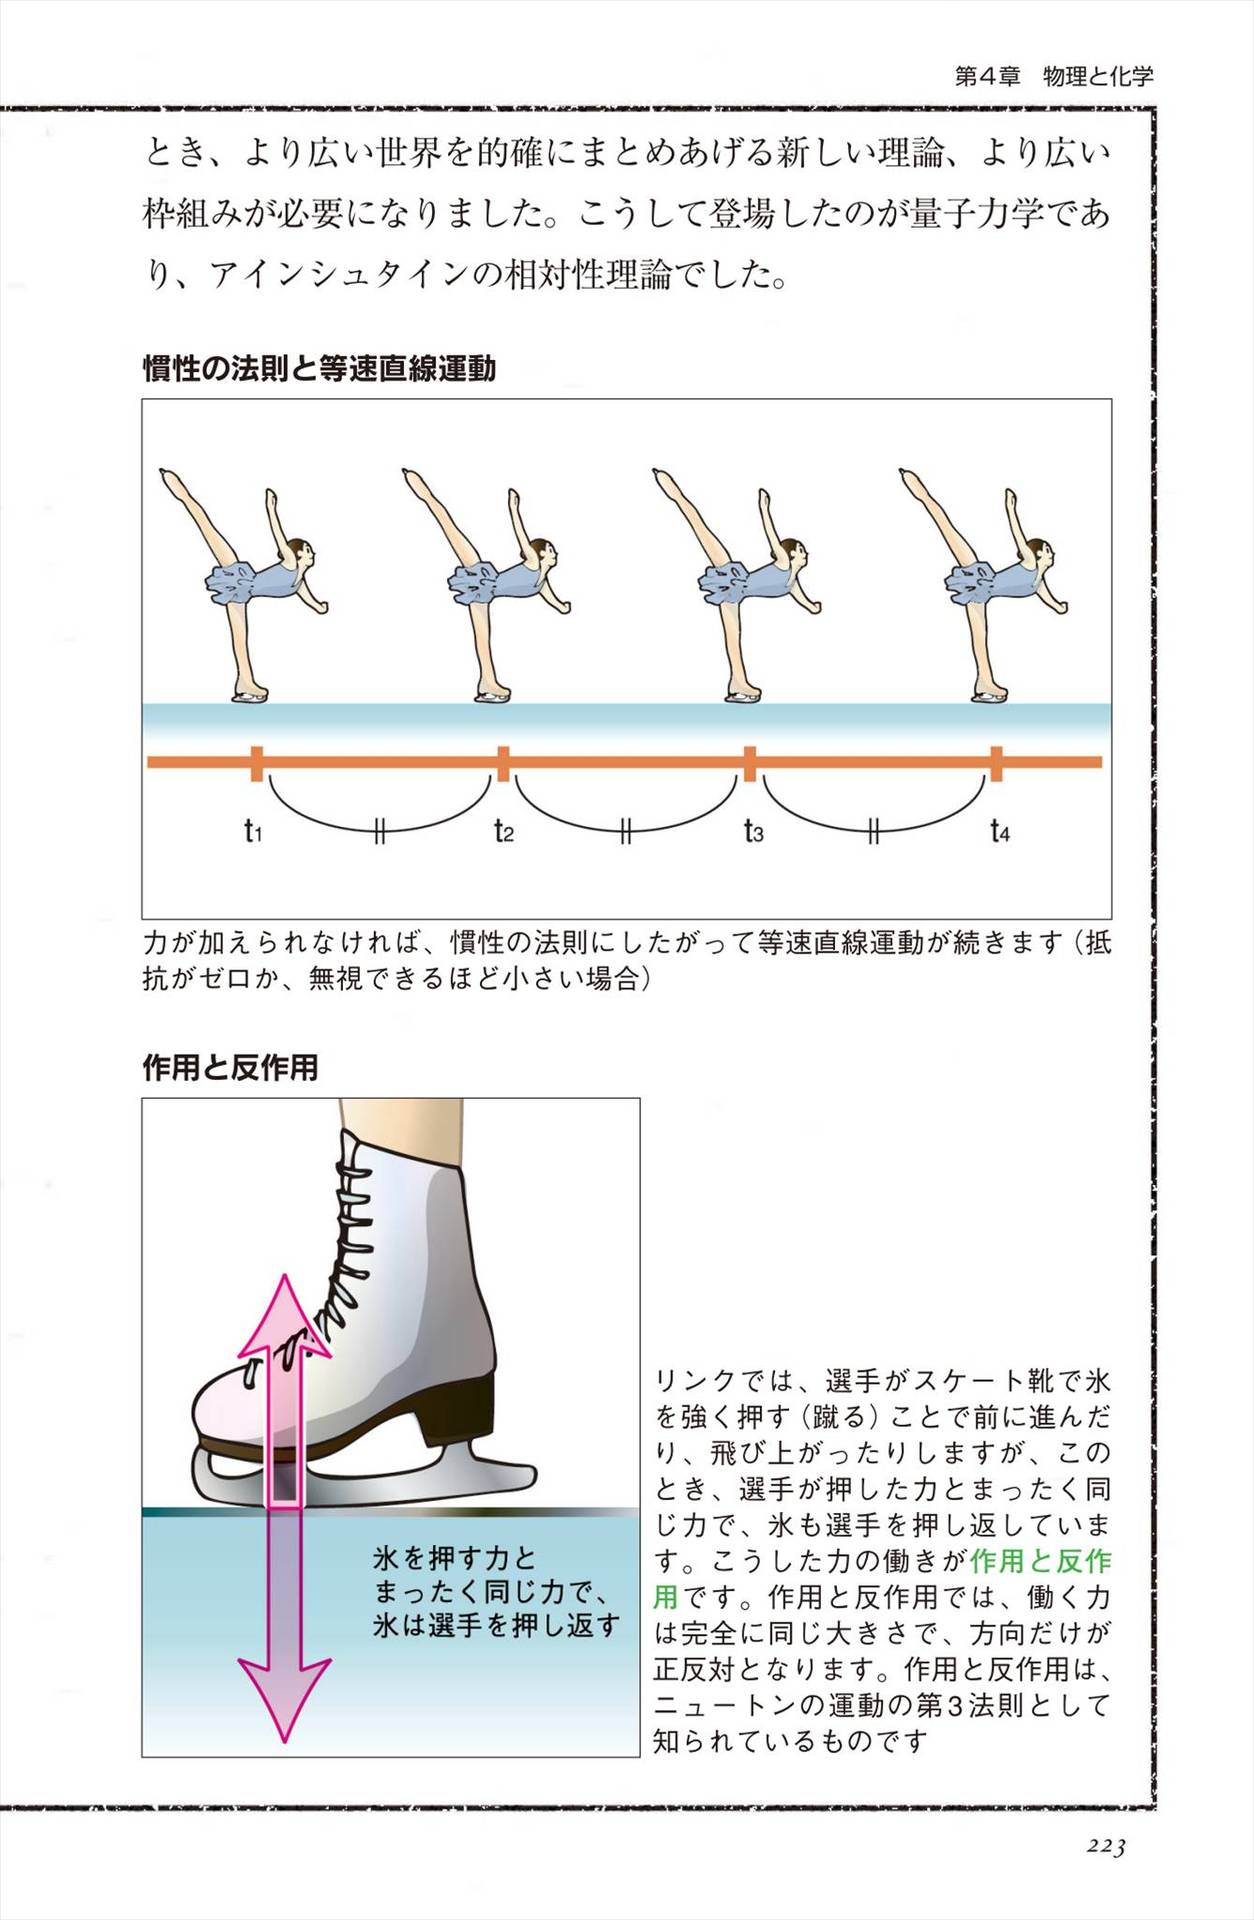 第4章　物理と化学
とき、より広い世界を的確にまとめあげる新しい理論、より広い
枠組みが必要になりました。こうして登場したのが量子力学であ
り、アインシュタインの相対性理論でした。
慣性の法則と等速直線運動
t1
t2
t3
t4
力が加えられなければ、慣性の法則にしたがって等速直線運動が続きます（抵
抗がゼロか、無視できるほど小さい場合）
作用と反作用
氷を押す力と
まったく同じ力で、
氷は選手を押し返す
リンクでは、選手がスケート靴で氷
を強く押す（蹴る）ことで前に進んだ
り、飛び上がったりしますが、この
とき、選手が押した力とまったく同
じ力で、氷も選手を押し返していま
す。こうした力の働きが作用と反作
用です。作用と反作用では、働く力
は完全に同じ大きさで、方向だけが
正反対となります。作用と反作用は、
ニュートンの運動の第3法則として
知られているものです
223